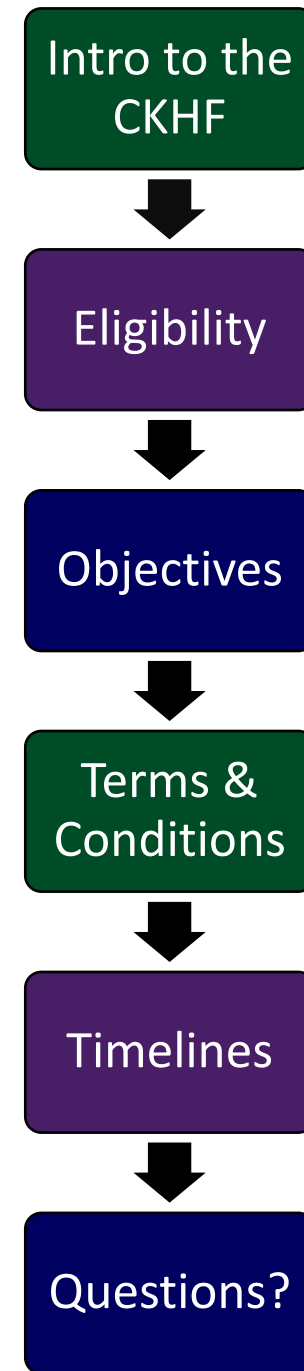 Intro to the
CKHF
Eligibility
Objectives
Terms &
Conditions
Timelines
Questions?